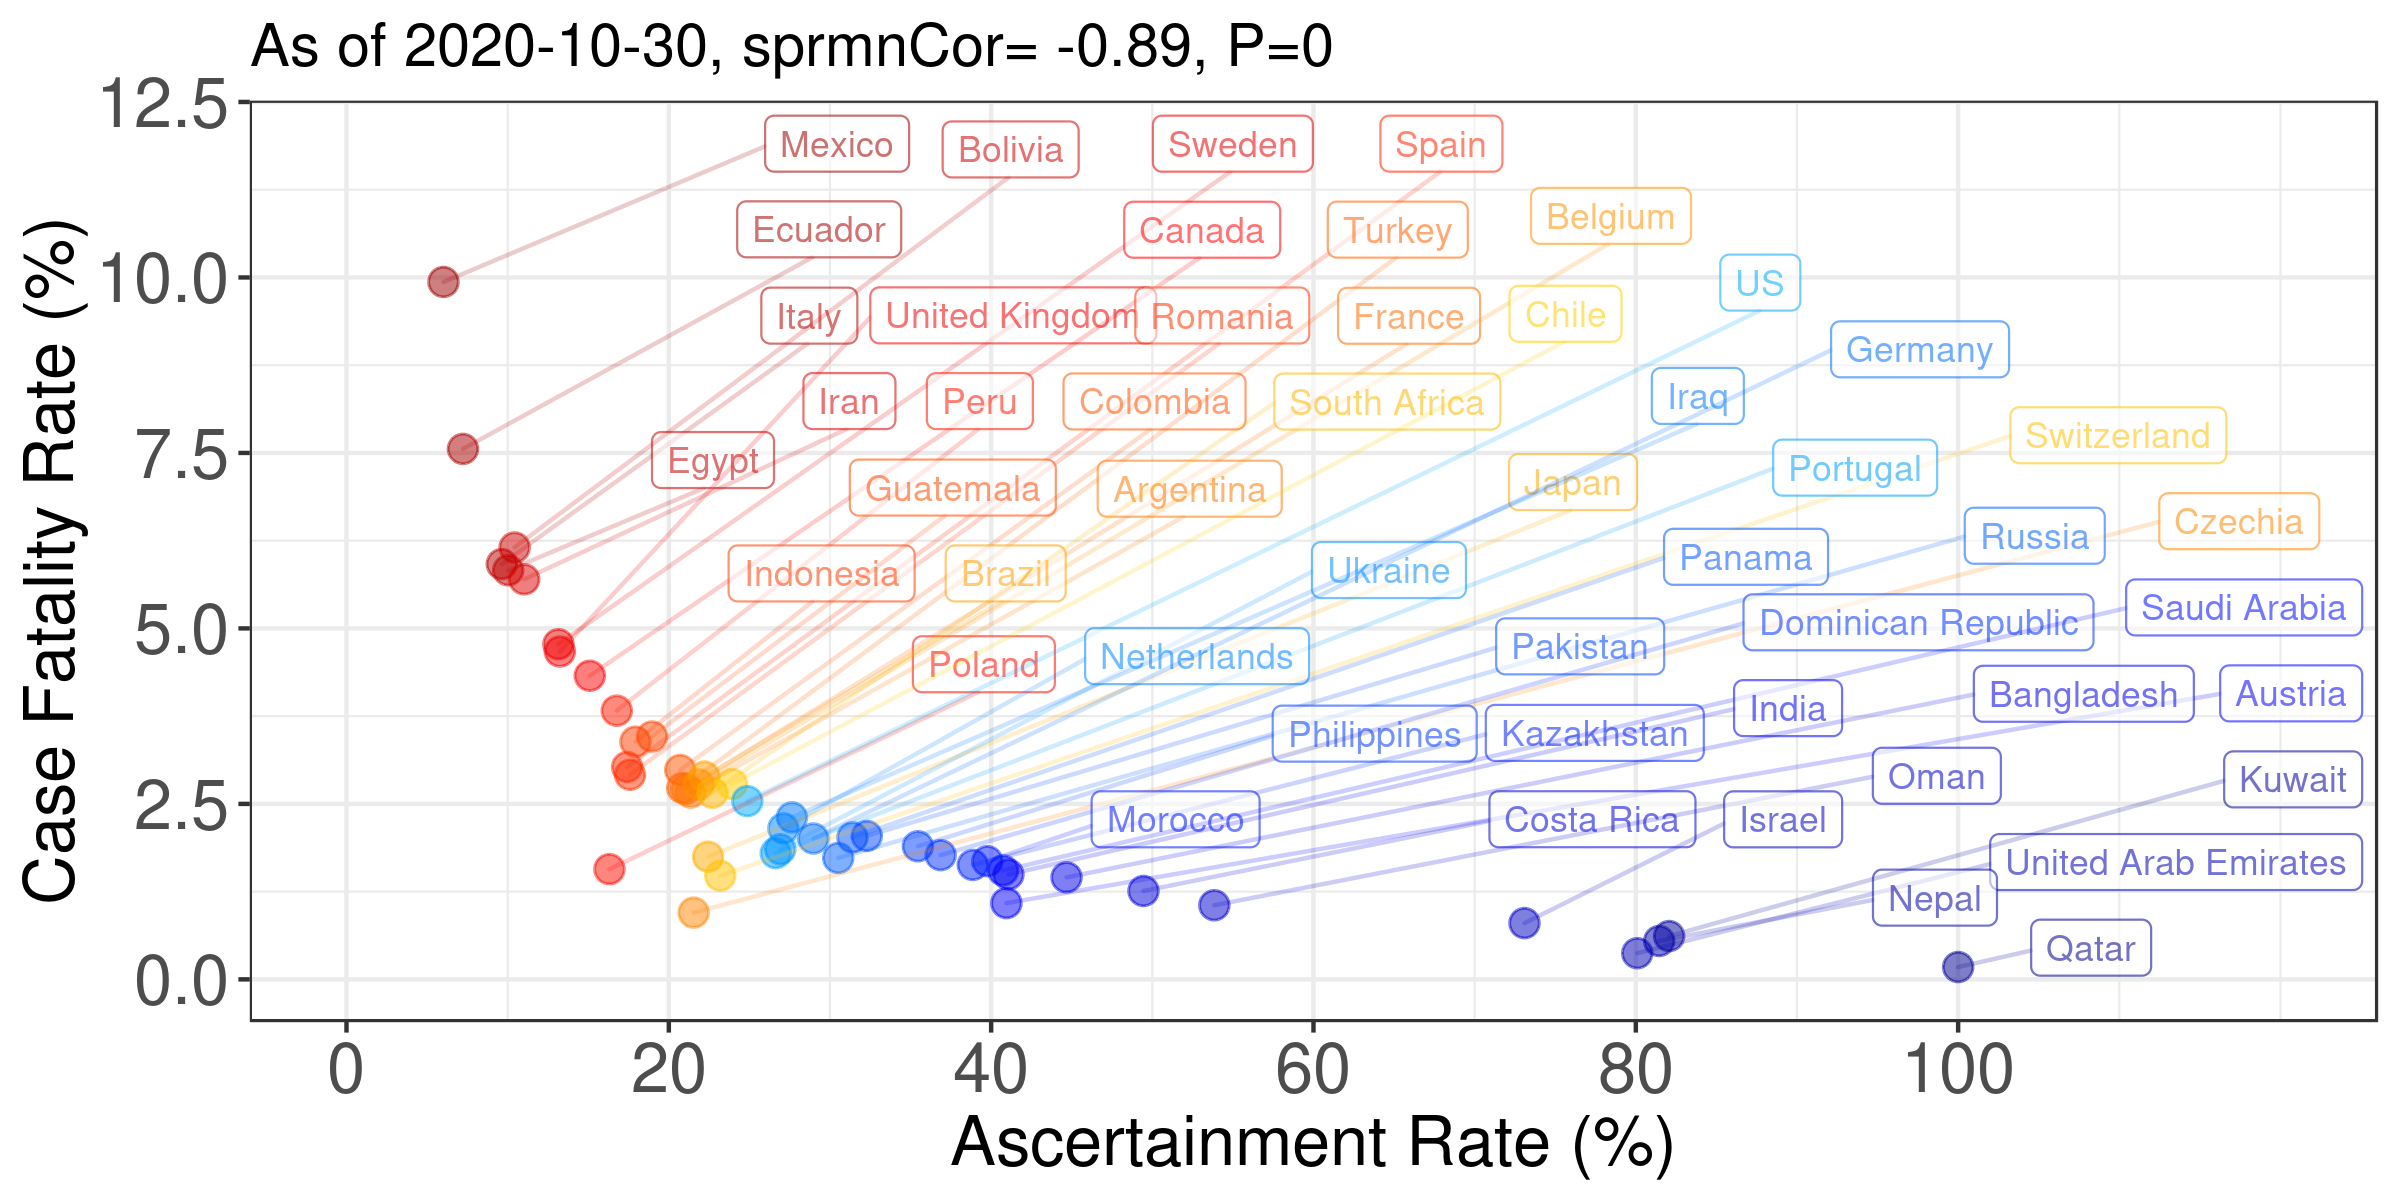 As of 2020-10-30, sprmnCor= -0.89, P=0
12.5
10.0
7.5
5.0
2.5
0.0
Case Fatality Rate (%)
Mexico
Bolivia
Sweden
Spain
Ecuador
Canada
Turkey
Belgium
US
Italy
United Kingdom
Romania
France
Chile
Germany
Iran
Peru
Colombia
South Africa
Iraq
Switzerland
Egypt
Guatemala
Argentina
Japan
Portugal
Czechia
Indonesia
Brazil
Ukraine
Panama
Russia
Poland
Netherlands
Pakistan
Dominican Republic
Saudi Arabia
Philippines
Kazakhstan
India
Bangladesh
Austria
Morocco
Costa Rica
Israel
Oman
Kuwait
United Arab Emirates
Nepal
Qatar
0 20 40 60 80 100
Ascertainment Rate (%)